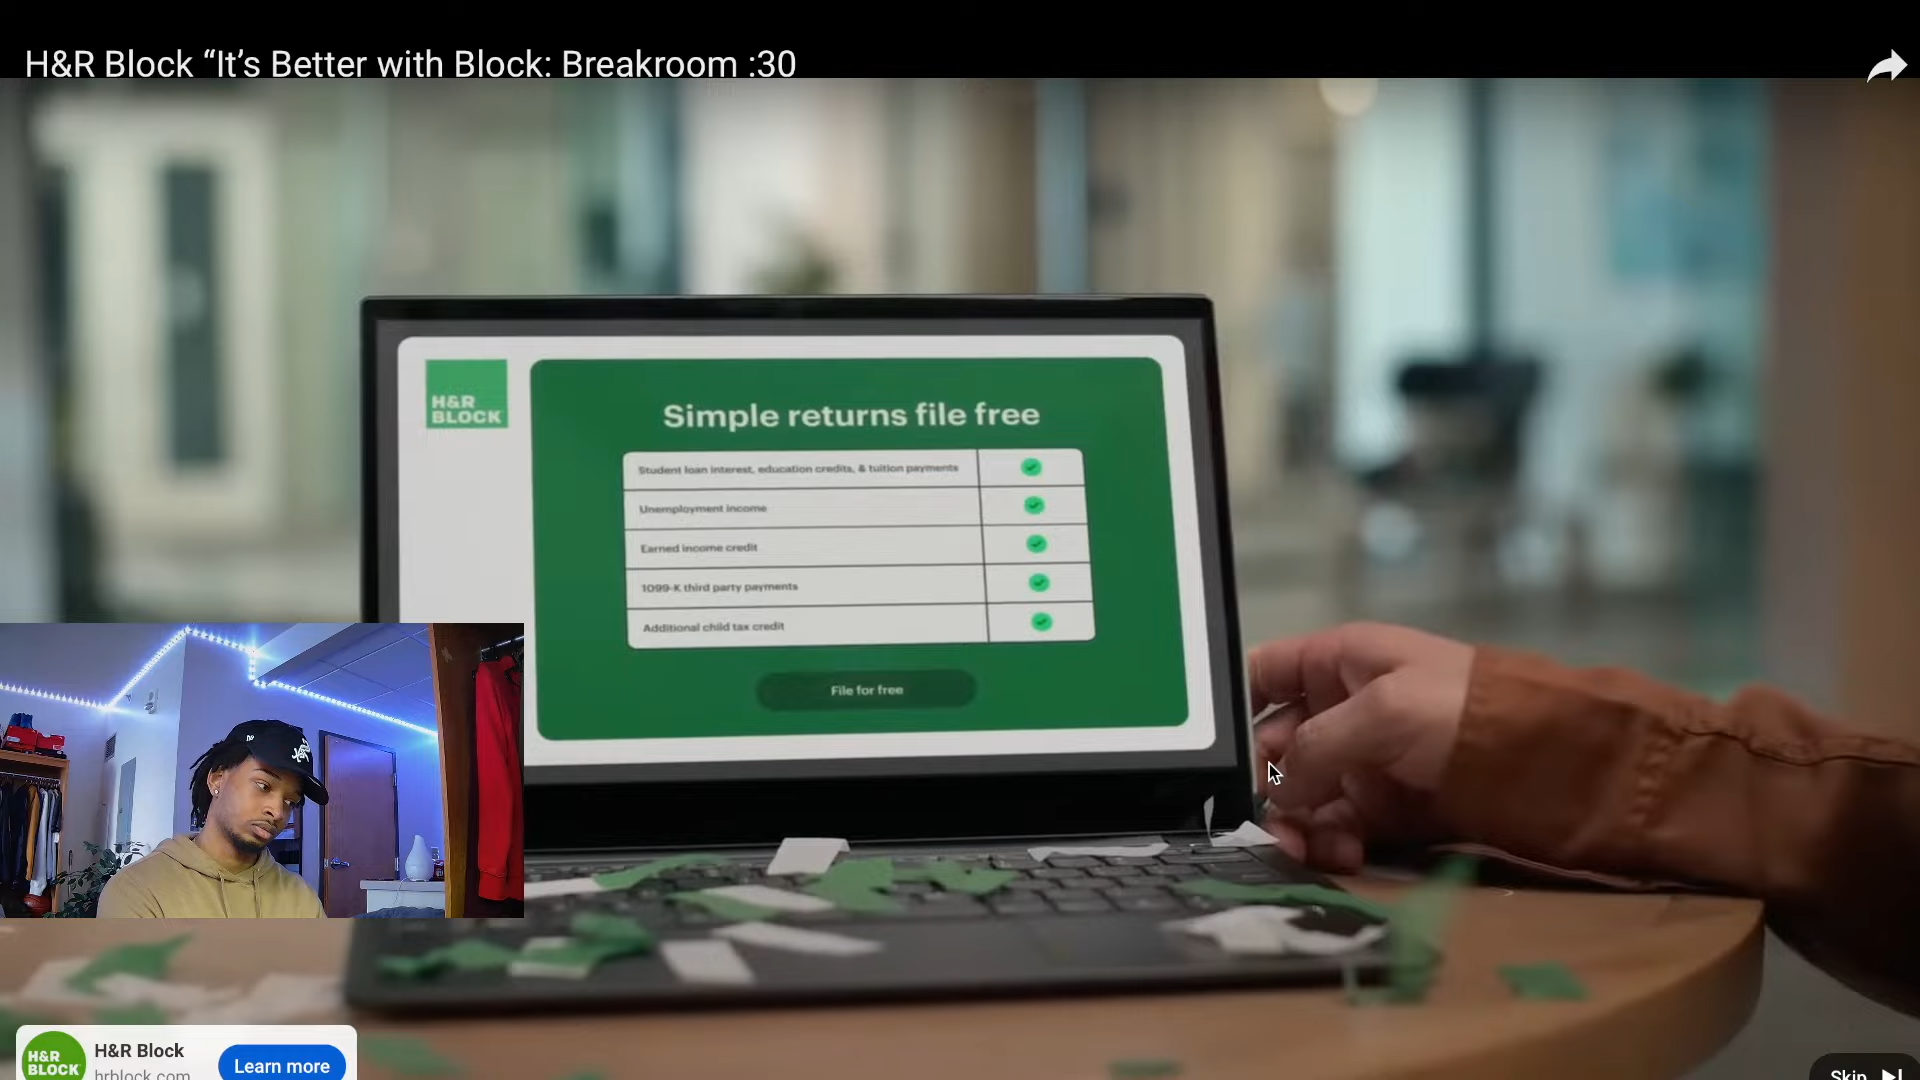 H&R Block “It’s Better with Block: Breakroom :30
H&R
BLOCK
Simple returns file free
Student loan interest, education credits, & tuition payments
Unemployment income
Earned income credit
1099-K third party payments
Additional child tax credit
File for free
H&R
BLOCK
H&R Block
hrblock.com
Learn more
Skip